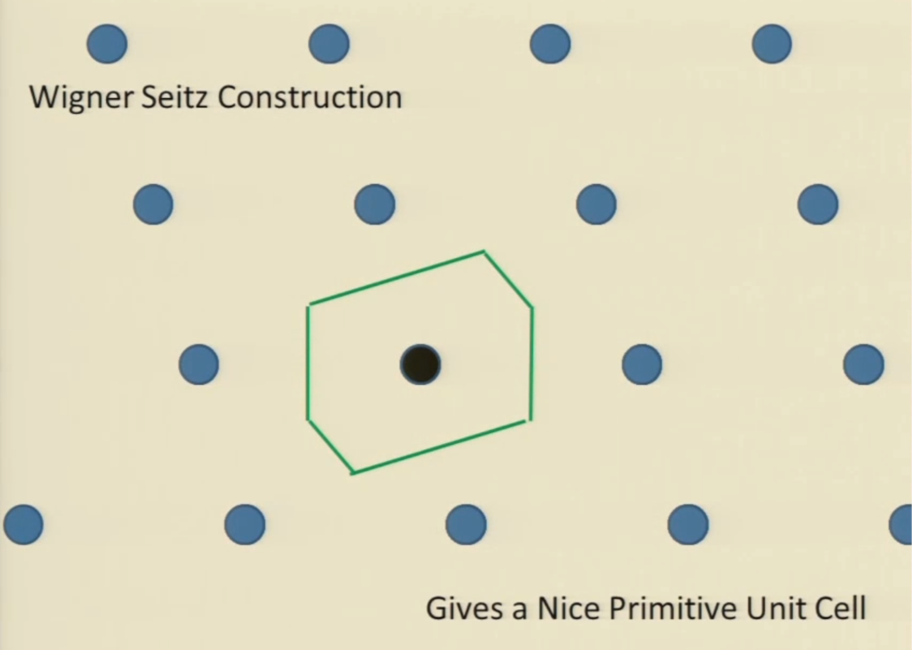 Wigner Seitz Construction
Gives a Nice Primitive Unit Cell